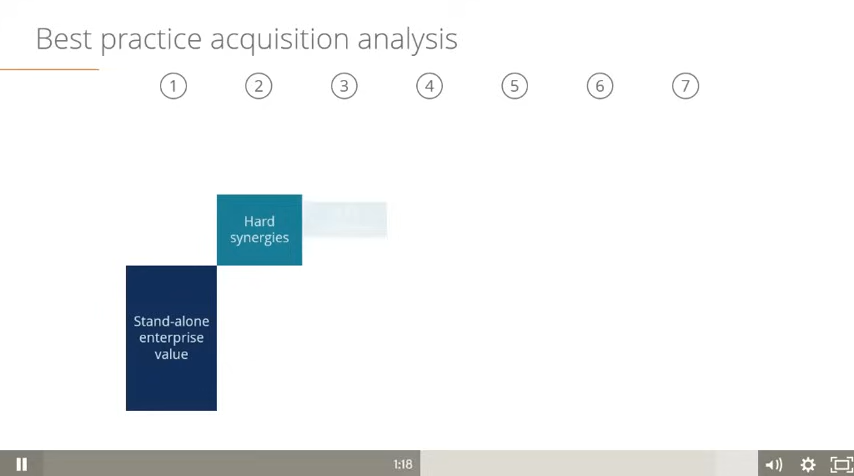 Best practice acquisition analysis
1 2 3 4 5 6 7
Hard
synergies
Stand-alone
enterprise
value
1:18